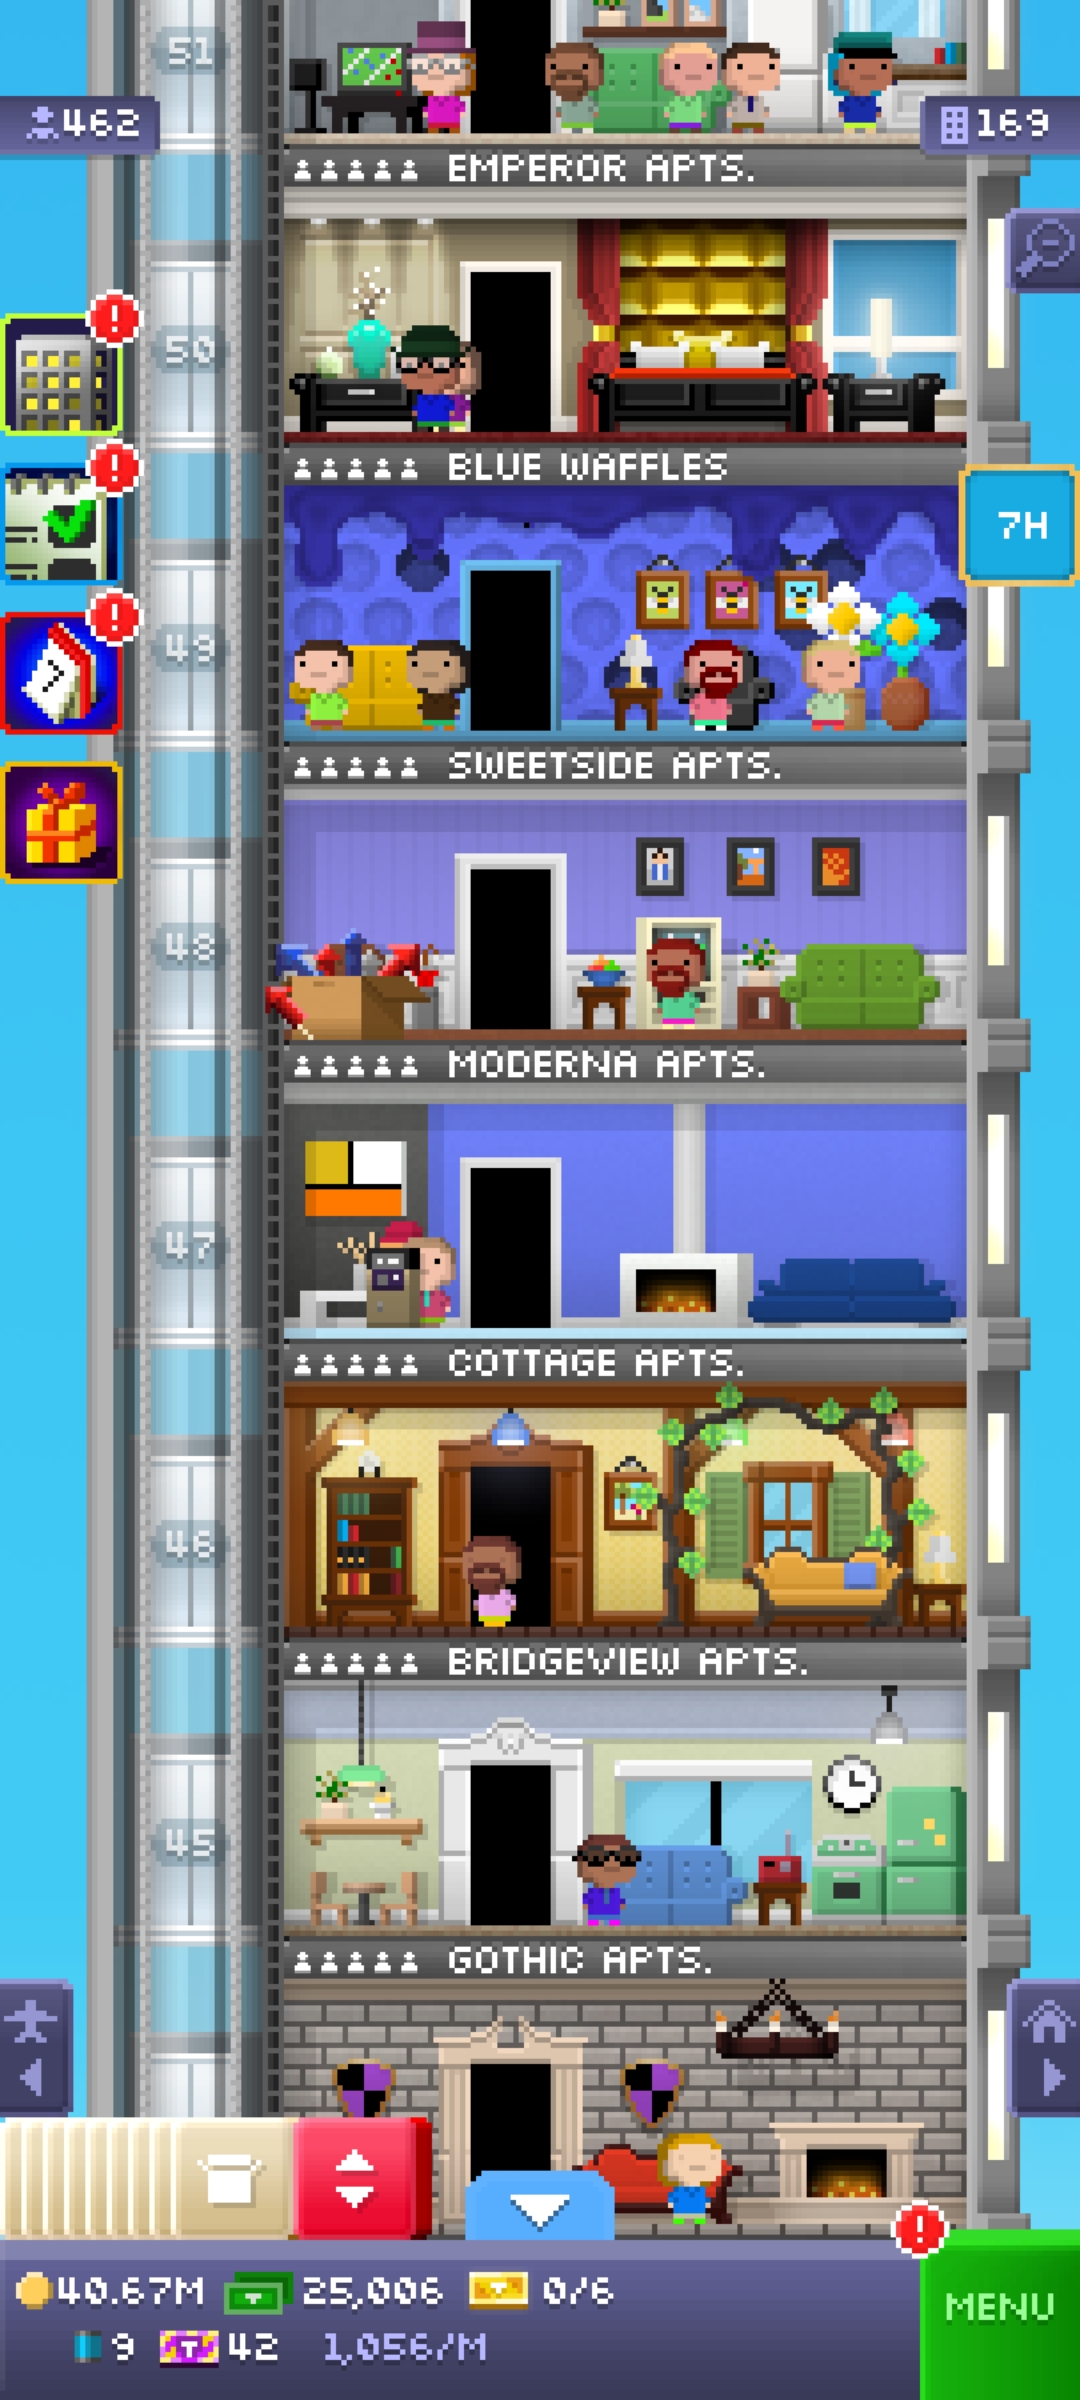 51
462
169
EMPEROR APTS.
50
BLUE WAFFLES
7H
49
SWEETSIDE APTS.
48
MODERNA APTS.
47
COTTAGE APTS.
46
BRIDGEVIEW APTS.
45
GOTHIC APTS.
40.67M 25,006 0/6
MENU
9 T 42 1,056/M